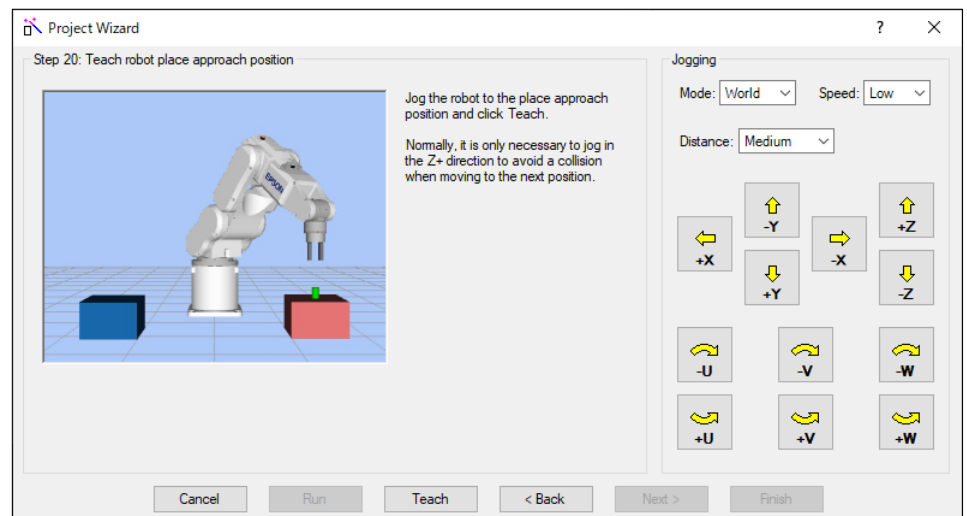 Project Wizard
?
Step 20: Teach robot place approach position
Jog the robot to the place approach
position and click Teach.
Normally, it is only necessary to jog in
the Z+ direction to avoid a collision
when moving to the next position.
EPSON
Jogging
Mode: World Speed: Low
Distance: Medium
-Y +Z
+X -X
+Y -Z
-U -V -W
+U +V +W
Cancel Run Teach < Back Next > Finish